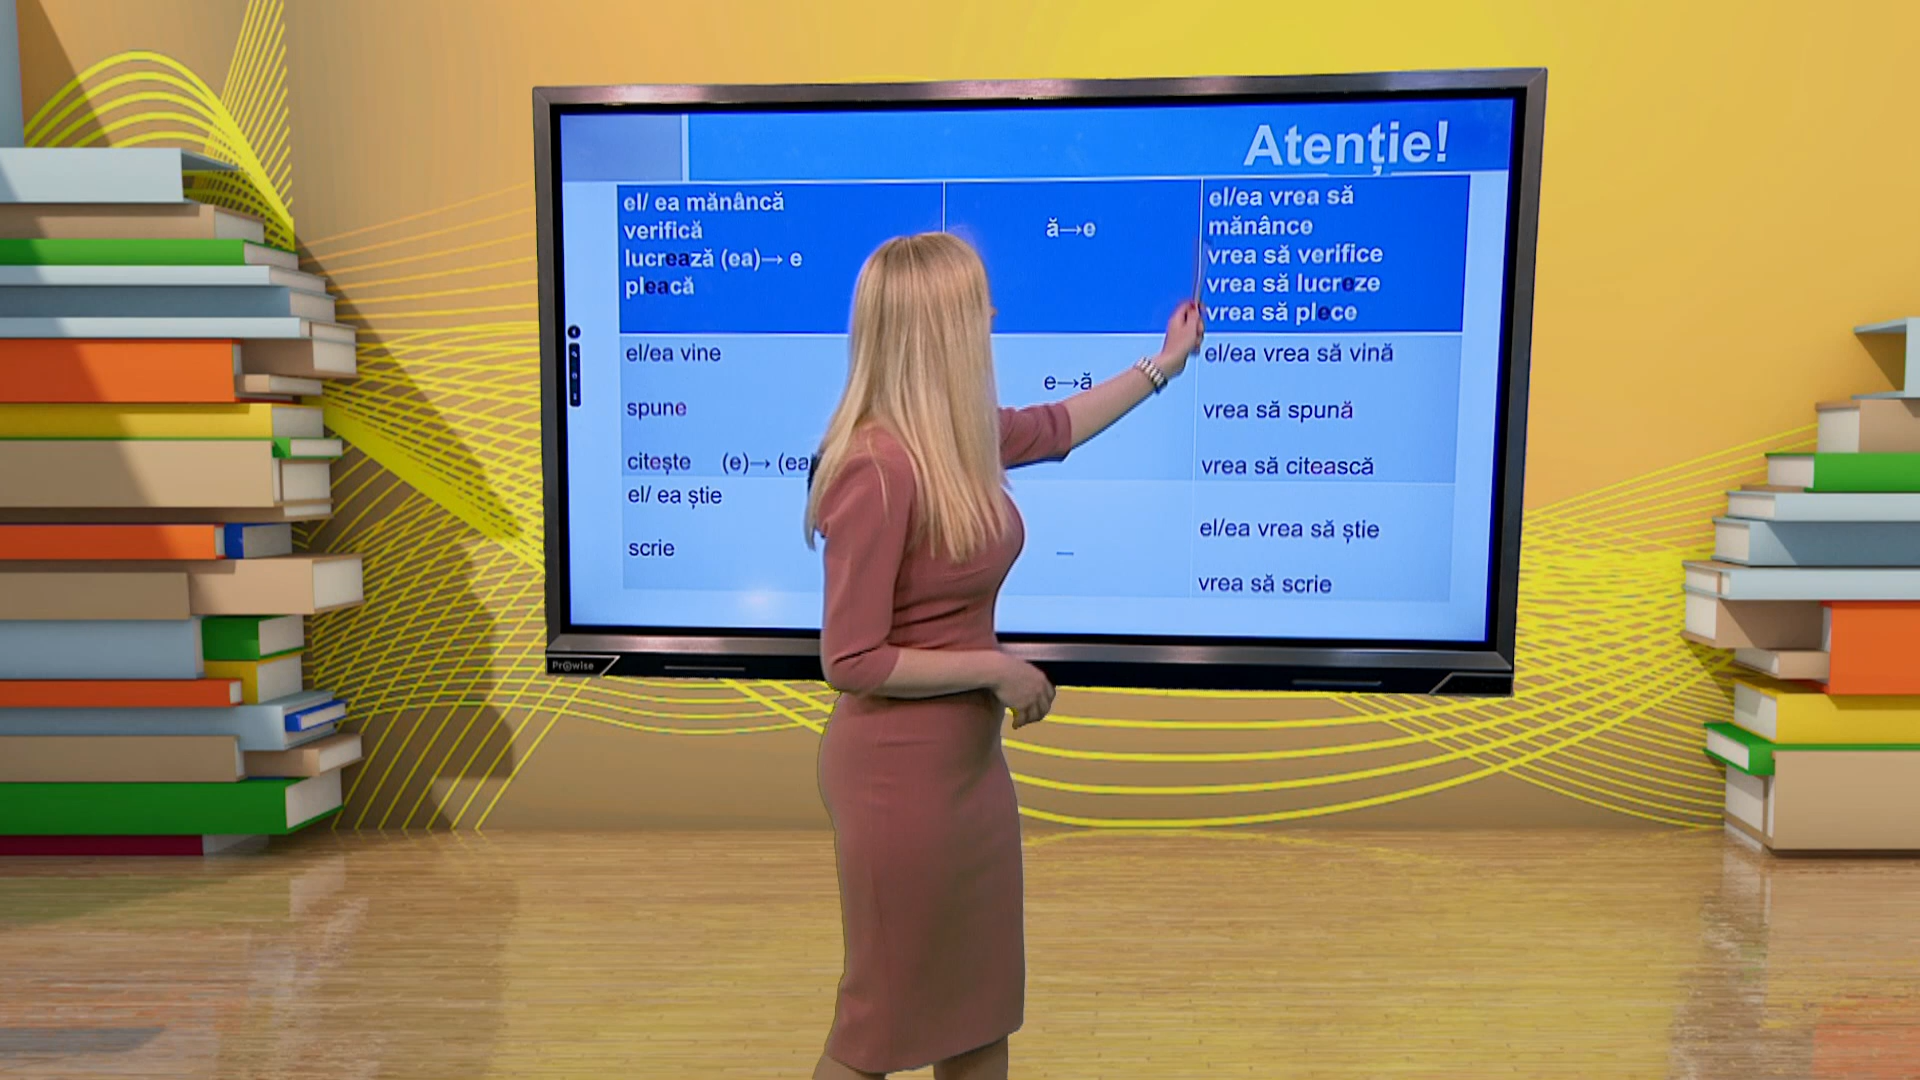 Atenție!
el/ ea mănâncă
verifică
lucrează (ea)→ e
pleacă
ă→e
el/ea vrea să
mănânce
vrea să verifice
vrea să lucreze
vrea să plece
el/ea vine
spune
citește (e)→ (ea
e→ă
el/ea vrea să vină
vrea să spună
vrea să citească
el/ ea știe
scrie
—
el/ea vrea să știe
vrea să scrie
Prowise